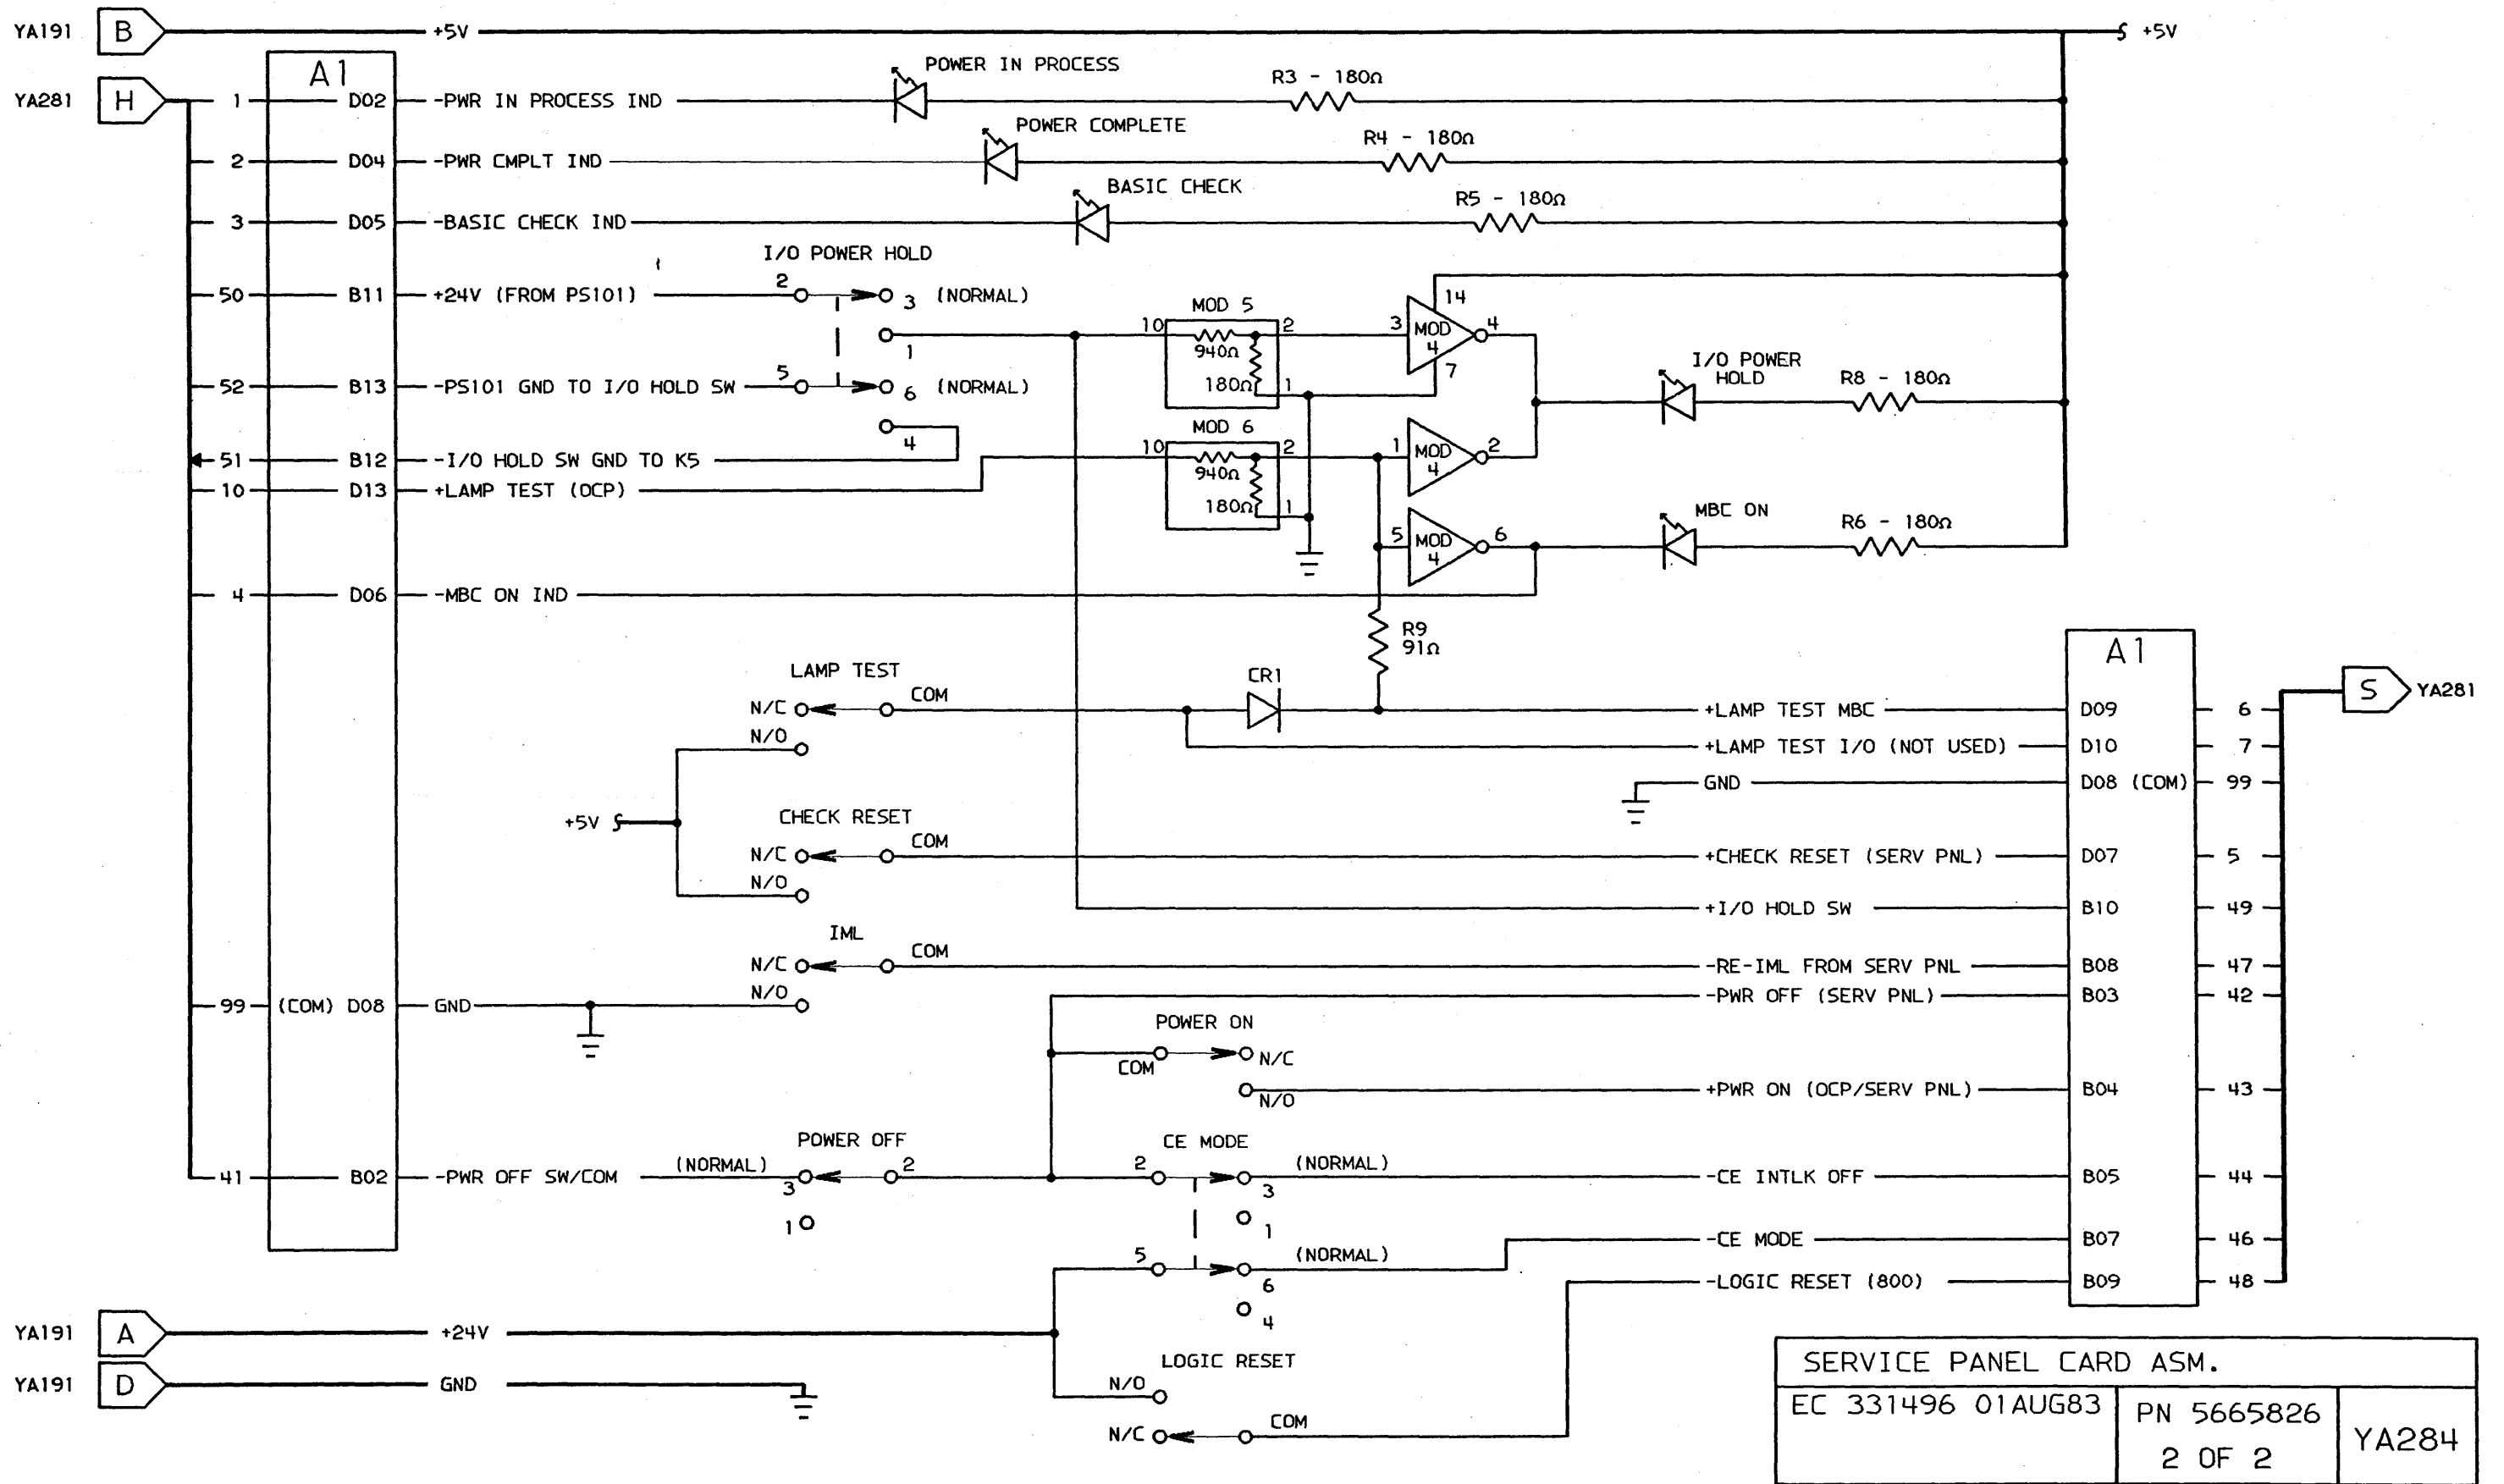 YA191 B +5V +5V
A1
YA281 H 1 D02 -PWR IN PROCESS IND POWER IN PROCESS R3 - 180Ω
2 D04 -PWR CMPLT IND POWER COMPLETE R4 - 180Ω
3 D05 -BASIC CHECK IND BASIC CHECK R5 - 180Ω
I/O POWER HOLD
50 B11 +24V (FROM PS101) 2 3 (NORMAL)
1
52 B13 -PS101 GND TO I/O HOLD SW 5 6 (NORMAL)
4
51 B12 -I/O HOLD SW GND TO K5
10 D13 +LAMP TEST (OCP)
MOD 5
10 2
940Ω
180Ω 1
3 MOD 4 4
14
7
MOD 6
10 2
940Ω
180Ω 1
1 MOD 4 2
5 MOD 4 6
I/O POWER
HOLD
R8 - 180Ω
MBC ON
R6 - 180Ω
4 D06 -MBC ON IND
R9
91Ω
LAMP TEST
N/C COM
N/O
CR1
A1
+LAMP TEST MBC D09 6
S YA281
+LAMP TEST I/O (NOT USED) D10 7
GND D08 (COM) 99
+5V
CHECK RESET
N/C COM
N/O
+CHECK RESET (SERV PNL) D07 5
+I/O HOLD SW B10 49
IML
N/C COM
N/O
-RE-IML FROM SERV PNL B08 47
99 (COM) D08 GND
-PWR OFF (SERV PNL) B03 42
POWER ON
COM N/C
N/O
+PWR ON (OCP/SERV PNL) B04 43
41 B02 -PWR OFF SW/COM
POWER OFF
(NORMAL) 3 2
1
CE MODE
2 3 (NORMAL)
1
-CE INTLK OFF B05 44
5 6 (NORMAL)
4
-CE MODE B07 46
-LOGIC RESET (800) B09 48
YA191 A +24V
YA191 D GND
LOGIC RESET
N/O
N/C COM
SERVICE PANEL CARD ASM.
EC 331496 01AUG83
PN 5665826
2 OF 2
YA284